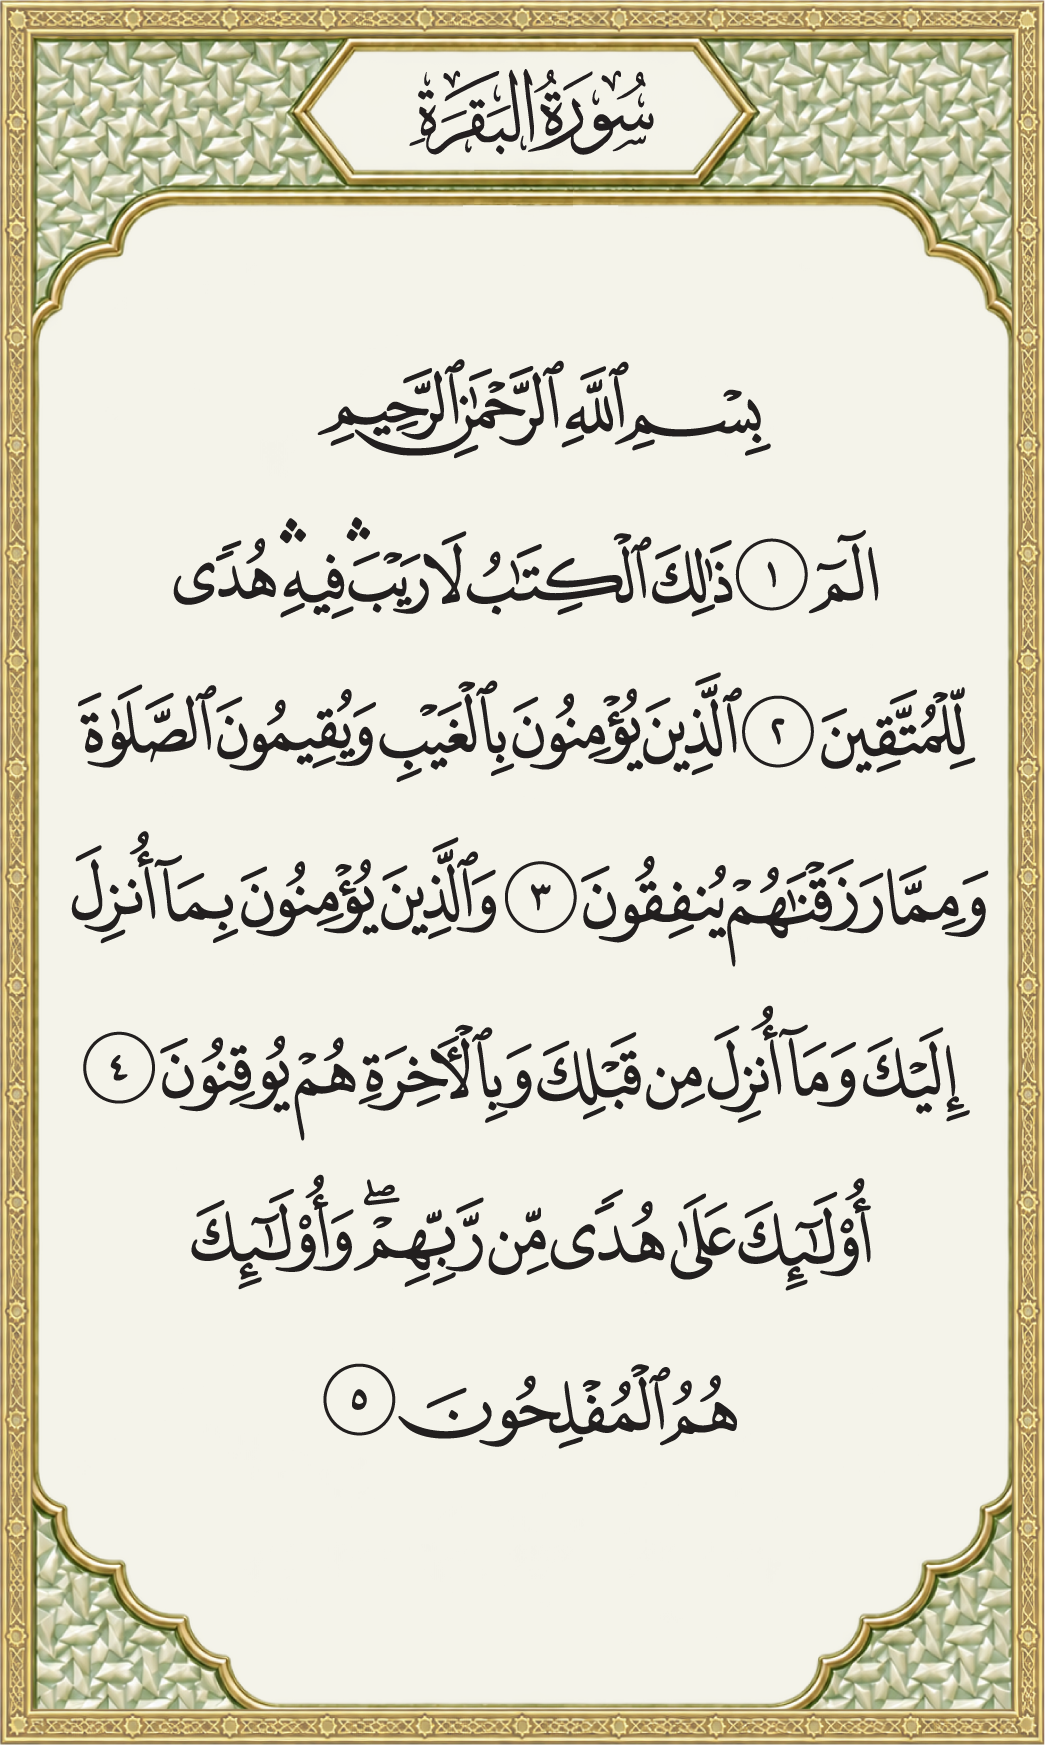 سُورَةُ الْبَقَرَةِ
بِسْمِ ٱللَّهِ ٱلرَّحْمَٰنِ ٱلرَّحِيمِ
الٓمٓ ١ ذَٰلِكَ ٱلْكِتَٰبُ لَا رَيْبَۛ فِيهِۛ هُدًى
لِّلْمُتَّقِينَ ٢ ٱلَّذِينَ يُؤْمِنُونَ بِٱلْغَيْبِ وَيُقِيمُونَ ٱلصَّلَوٰةَ
وَمِمَّا رَزَقْنَٰهُمْ يُنفِقُونَ ٣ وَٱلَّذِينَ يُؤْمِنُونَ بِمَآ أُنزِلَ
إِلَيْكَ وَمَآ أُنزِلَ مِن قَبْلِكَ وَبِٱلْأَخِرَةِ هُمْ يُوقِنُونَ ٤
أُوْلَٰٓئِكَ عَلَىٰ هُدًى مِّن رَّبِّهِمْۖ وَأُوْلَٰٓئِكَ
هُمُ ٱلْمُفْلِحُونَ ٥